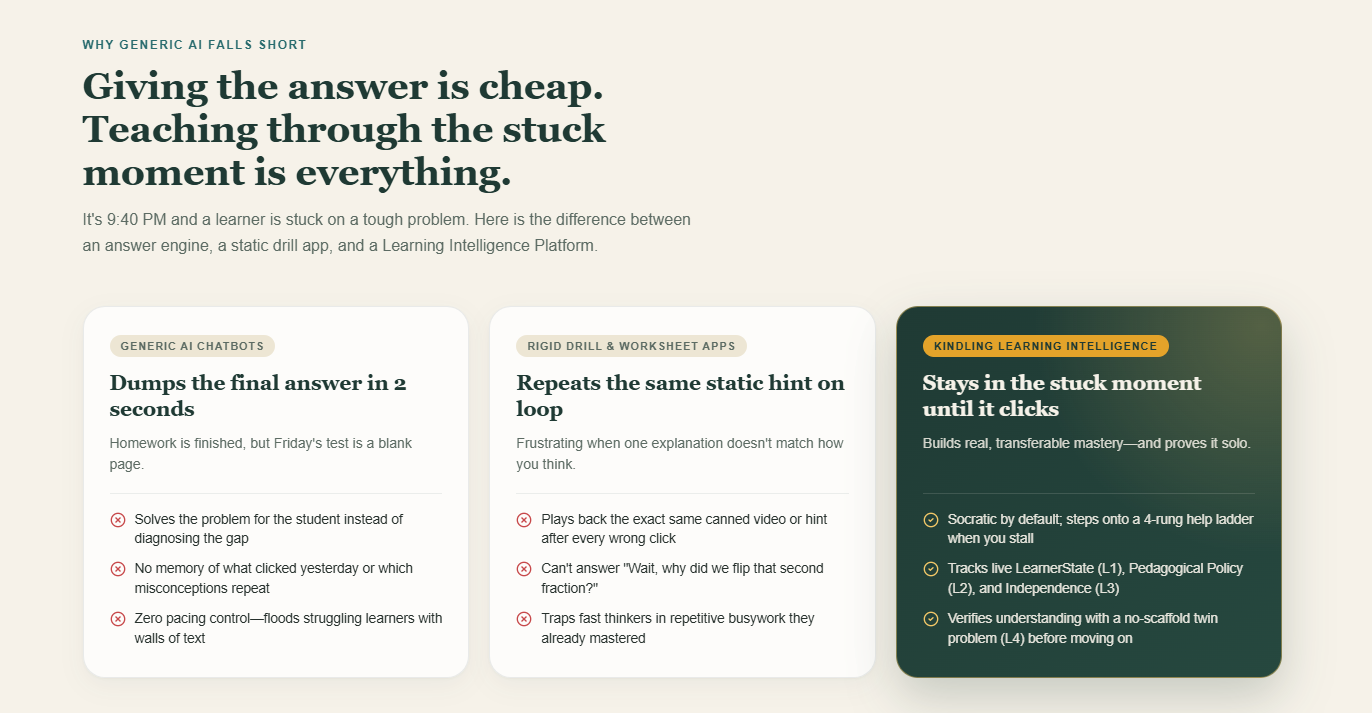 WHY GENERIC AI FALLS SHORT
Giving the answer is cheap.
Teaching through the stuck
moment is everything.
It's 9:40 PM and a learner is stuck on a tough problem. Here is the difference between
an answer engine, a static drill app, and a Learning Intelligence Platform.
GENERIC AI CHATBOTS
Dumps the final answer in 2
seconds
Homework is finished, but Friday's test is a blank
page.
Solves the problem for the student instead of
diagnosing the gap
No memory of what clicked yesterday or which
misconceptions repeat
Zero pacing control—floods struggling learners with
walls of text
RIGID DRILL & WORKSHEET APPS
Repeats the same static hint on
loop
Frustrating when one explanation doesn't match how
you think.
Plays back the exact same canned video or hint
after every wrong click
Can't answer "Wait, why did we flip that second
fraction?"
Traps fast thinkers in repetitive busywork they
already mastered
KINDLING LEARNING INTELLIGENCE
Stays in the stuck moment
until it clicks
Builds real, transferable mastery—and proves it solo.
Socratic by default; steps onto a 4-rung help ladder
when you stall
Tracks live LearnerState (L1), Pedagogical Policy
(L2), and Independence (L3)
Verifies understanding with a no-scaffold twin
problem (L4) before moving on